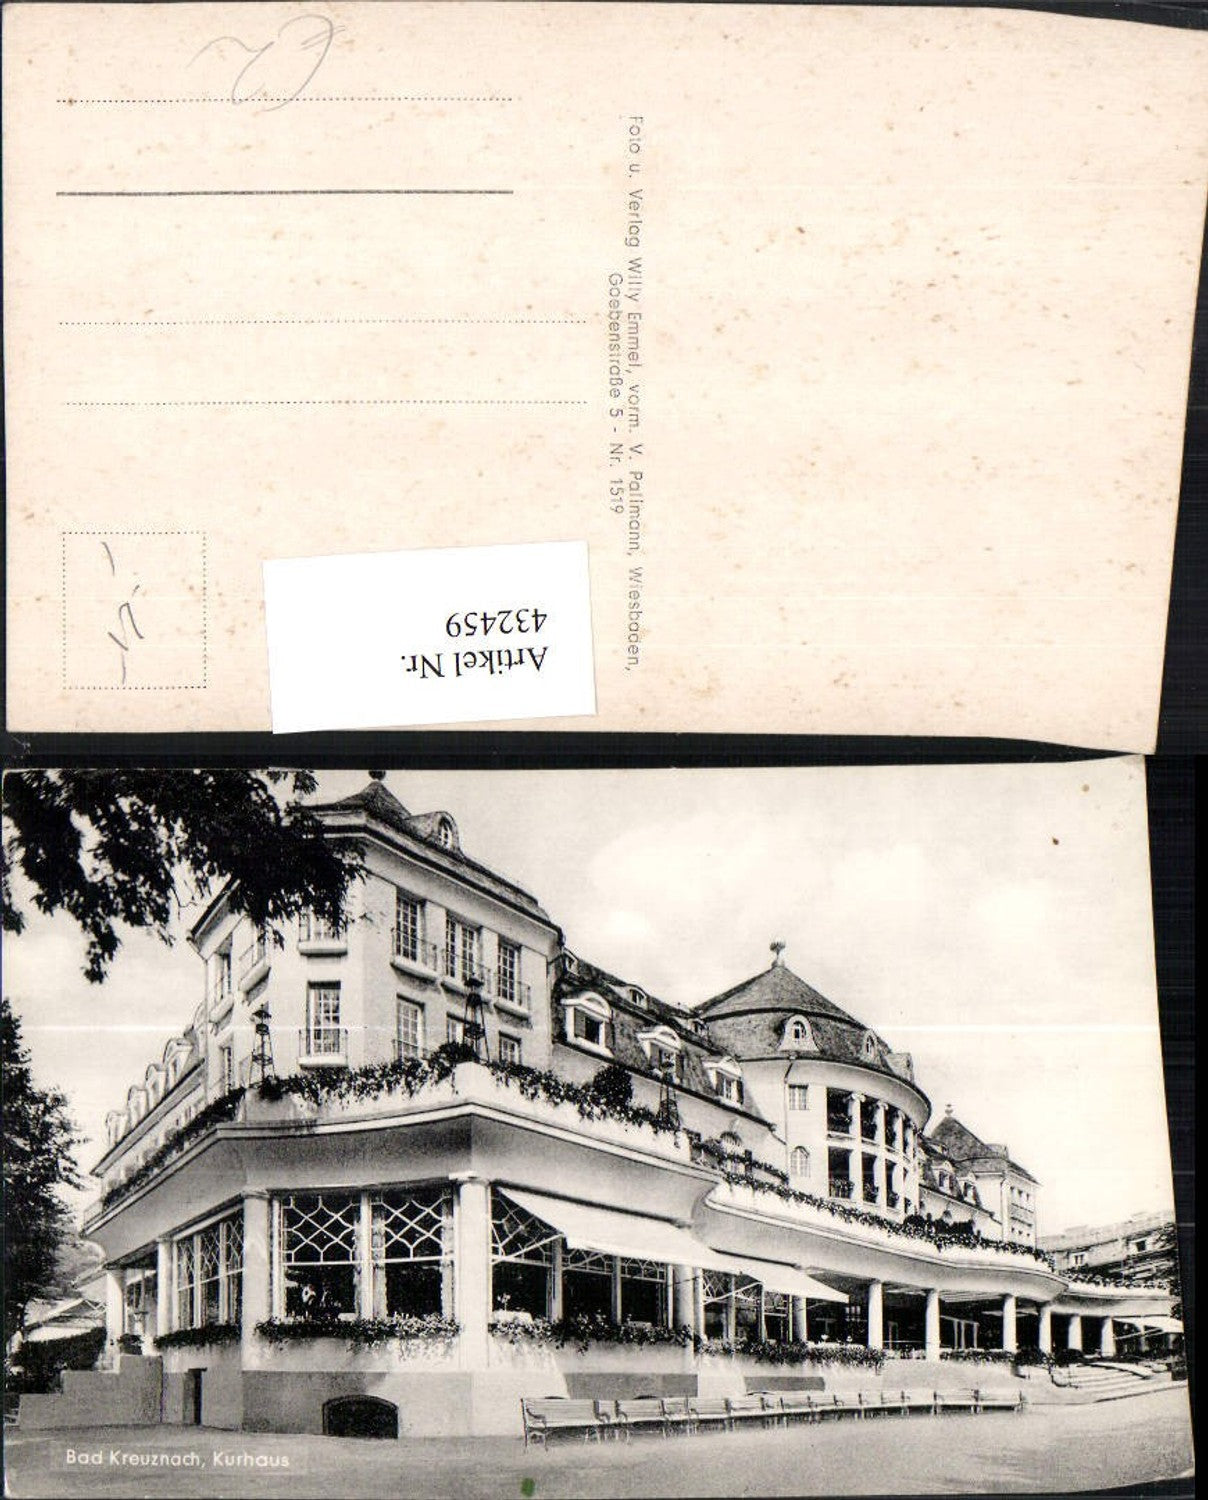 Foto u. Verlag Willy Emmel, vorm. V. Pallmann, Wiesbaden,
Goebenstraße 5 - Nr. 1519
Artikel Nr.
432459
Bad Kreuznach, Kurhaus